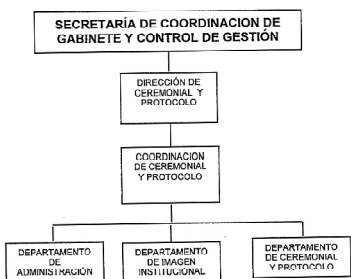 SECRETARÍA DE COORDINACION DE
GABINETE Y CONTROL DE GESTIÓN
DIRECCIÓN DE
CEREMONIAL Y
PROTOCOLO
COORDINACION
DE CEREMONIAL
Y PROTOCOLO
DEPARTAMENTO
DE
ADMINISTRACIÓN
DEPARTAMENTO
DE IMAGEN
INSTITUCIONAL
DEPARTAMENTO
DE CEREMONIAL
Y PROTOCOLO